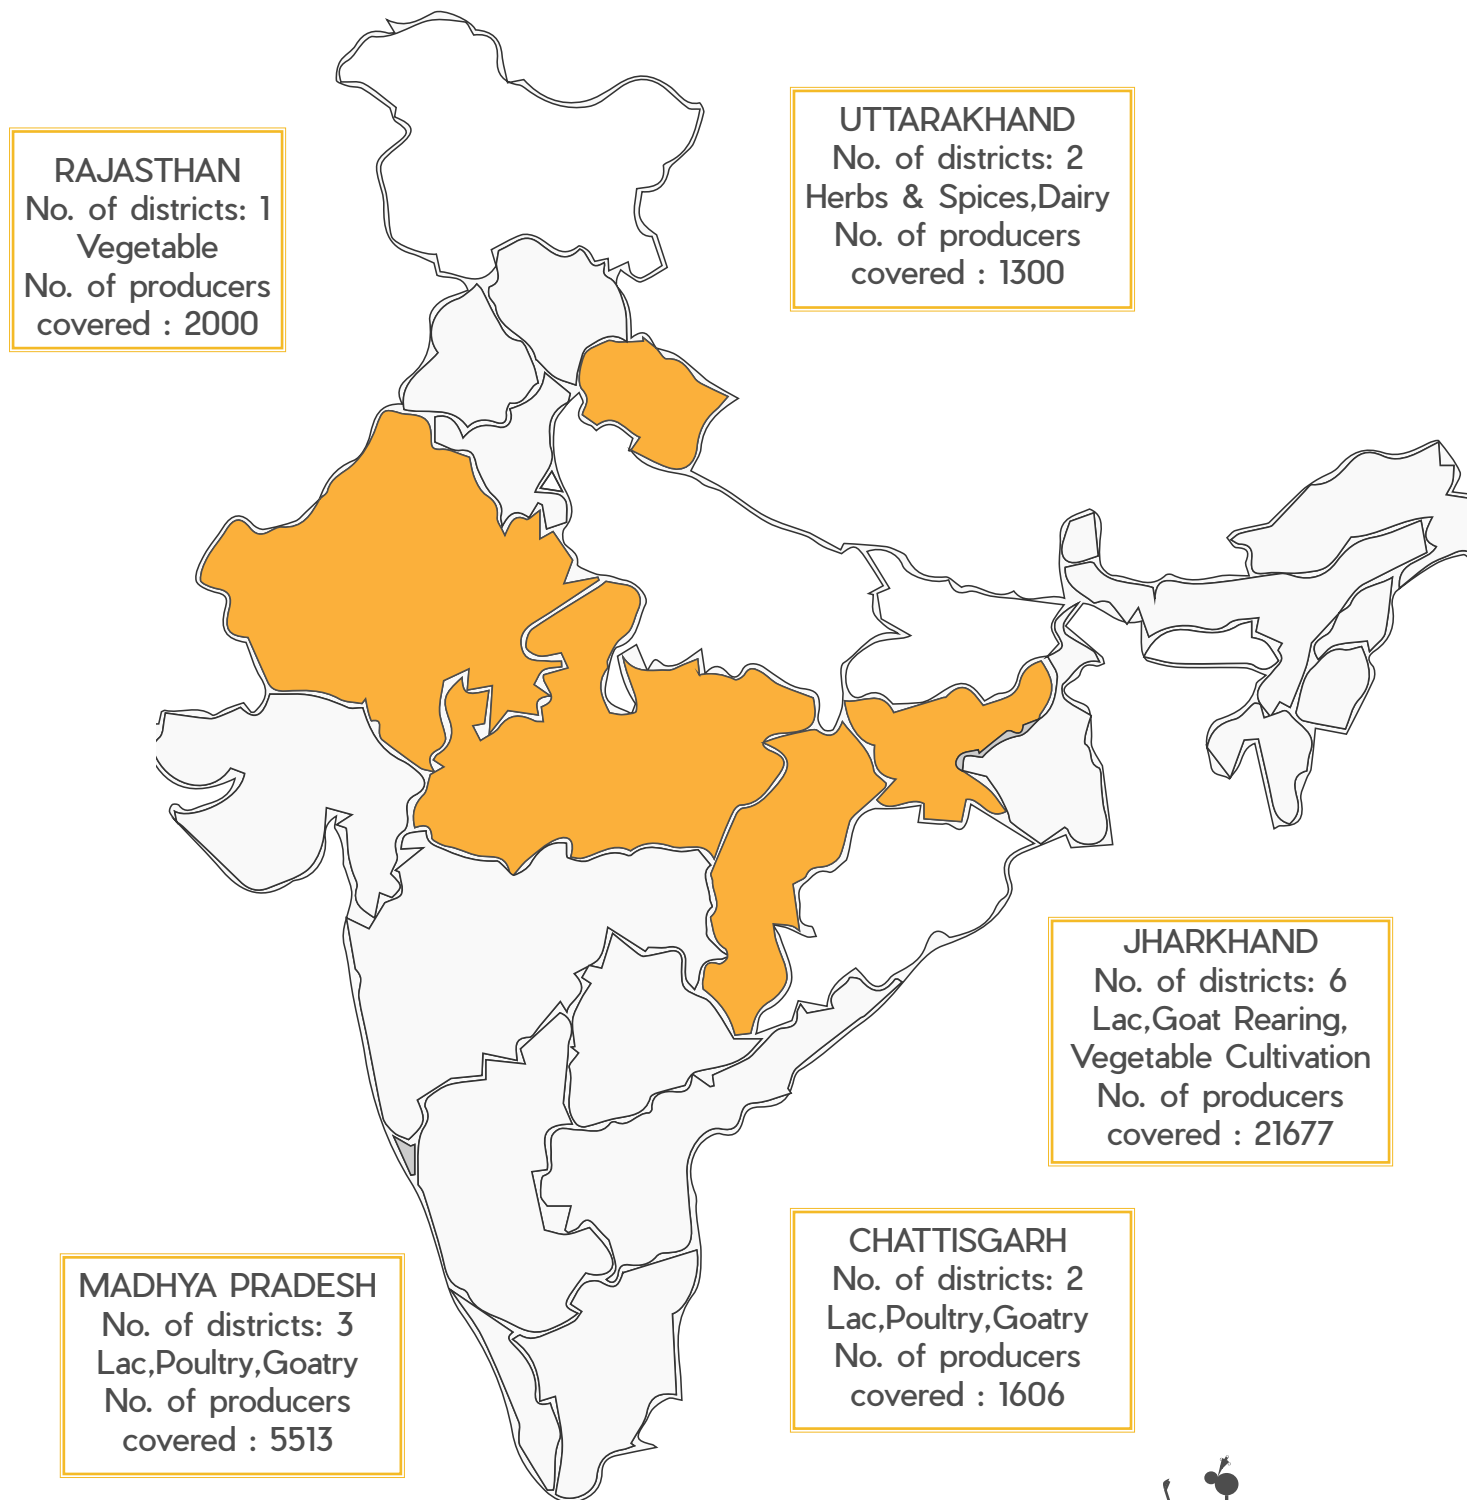 RAJASTHAN
No. of districts: 1
Vegetable
No. of producers
covered : 2000
UTTARAKHAND
No. of districts: 2
Herbs & Spices,Dairy
No. of producers
covered : 1300
JHARKHAND
No. of districts: 6
Lac,Goat Rearing,
Vegetable Cultivation
No. of producers
covered : 21677
CHATTISGARH
No. of districts: 2
Lac,Poultry,Goatry
No. of producers
covered : 1606
MADHYA PRADESH
No. of districts: 3
Lac,Poultry,Goatry
No. of producers
covered : 5513